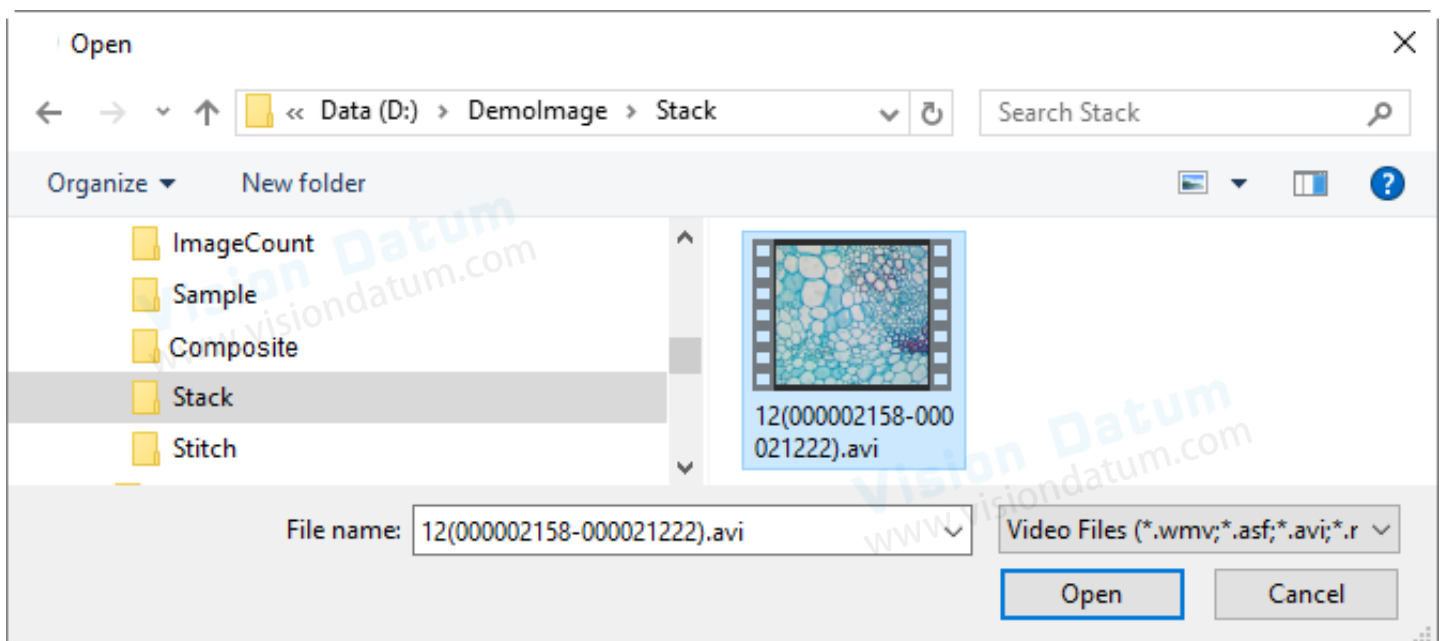 Open
« Data (D:) › DemoImage › Stack
Search Stack
Organize
New folder
?
ImageCount
Sample
Composite
Stack
Stitch
Vision Datum
www.visiondatum.com
12(000002158-000
021222).avi
Vision Datum
www.visiondatum.com
File name: 12(000002158-000021222).avi
Video Files (*.wmv;*.asf;*.avi;*.r
Open
Cancel